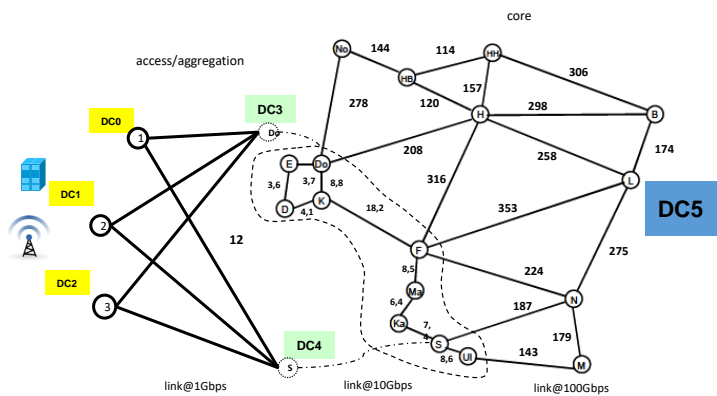 core
access/aggregation
No
144
114
HH
HB
157
306
120
298
H
B
278
DC0
DC3
1
Do
208
258
174
E
Do
3,7
3,6
8,8
316
L
DC5
D
4,1
K
18,2
353
DC1
2
12
F
275
8,5
224
DC2
3
Ma
6,4
187
N
Ka
7,
4
S
179
DC4
8,6
Ul
143
M
S
link@1Gbps
link@10Gbps
link@100Gbps